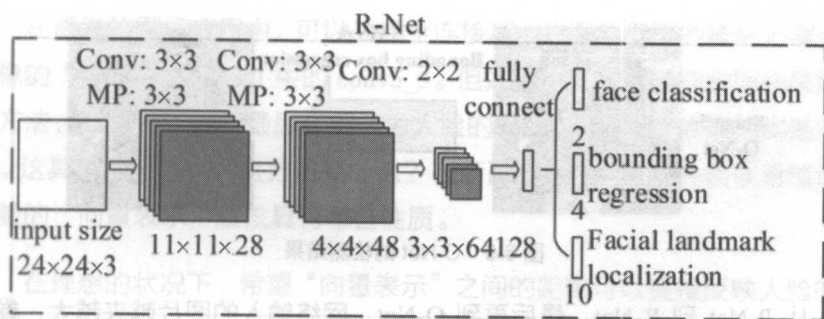 R-Net
Conv: 3×3 Conv: 3×3 Conv: 2×2 fully connect
MP: 3×3 MP: 3×3
face classification
2
bounding box regression
4
Facial landmark localization
10
input size
24×24×3
11×11×28
4×4×48
3×3×64
128